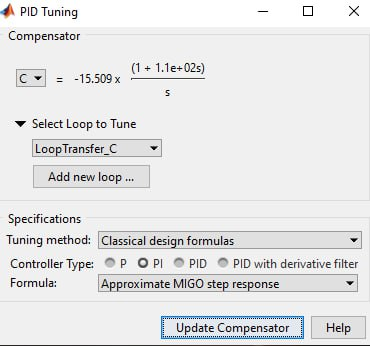 PID Tuning
Compensator
C = -15.509 x (1 + 1.1e+02s)
s
Select Loop to Tune
LoopTransfer_C
Add new loop ...
Specifications
Tuning method: Classical design formulas
Controller Type: P PI PID PID with derivative filter
Formula: Approximate MIGO step response
Update Compensator Help